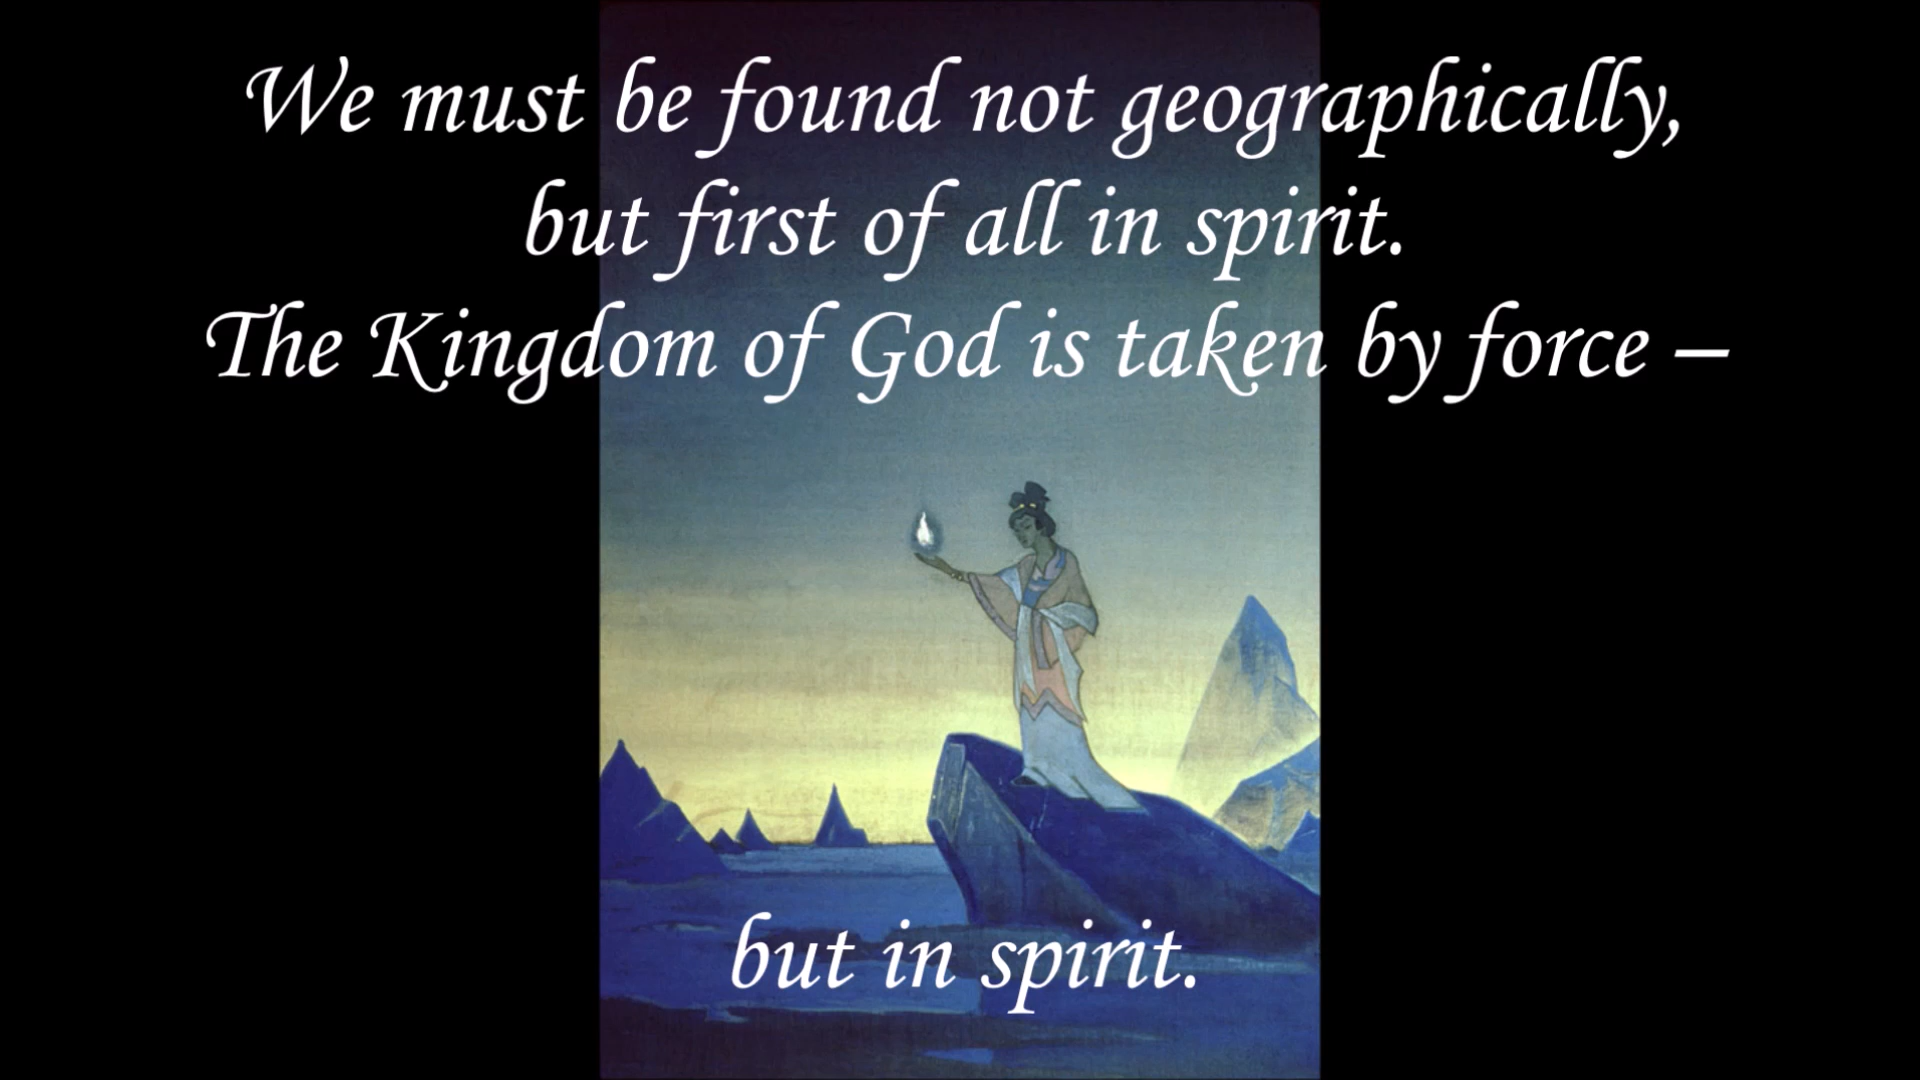 We must be found not geographically,
but first of all in spirit.
The Kingdom of God is taken by force –
but in spirit.